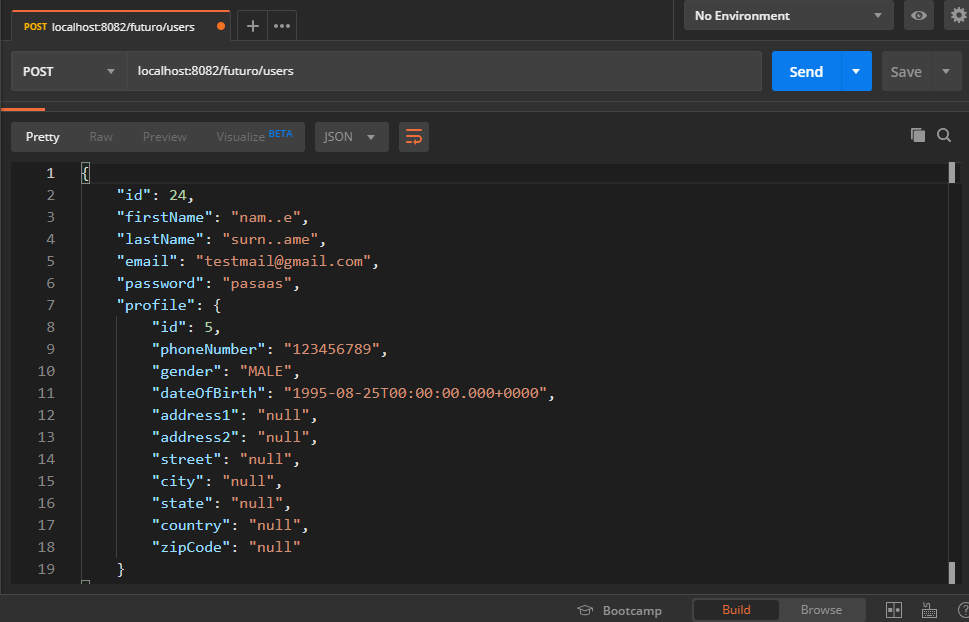 POST localhost:8082/futuro/users
No Environment
POST localhost:8082/futuro/users Send Save
Pretty Raw Preview Visualize BETA JSON
1 {
2 "id": 24,
3 "firstName": "nam..e",
4 "lastName": "surn..ame",
5 "email": "testmail@gmail.com",
6 "password": "pasaas",
7 "profile": {
8 "id": 5,
9 "phoneNumber": "123456789",
10 "gender": "MALE",
11 "dateOfBirth": "1995-08-25T00:00:00.000+0000",
12 "address1": "null",
13 "address2": "null",
14 "street": "null",
15 "city": "null",
16 "state": "null",
17 "country": "null",
18 "zipCode": "null"
19 }
Bootcamp Build Browse